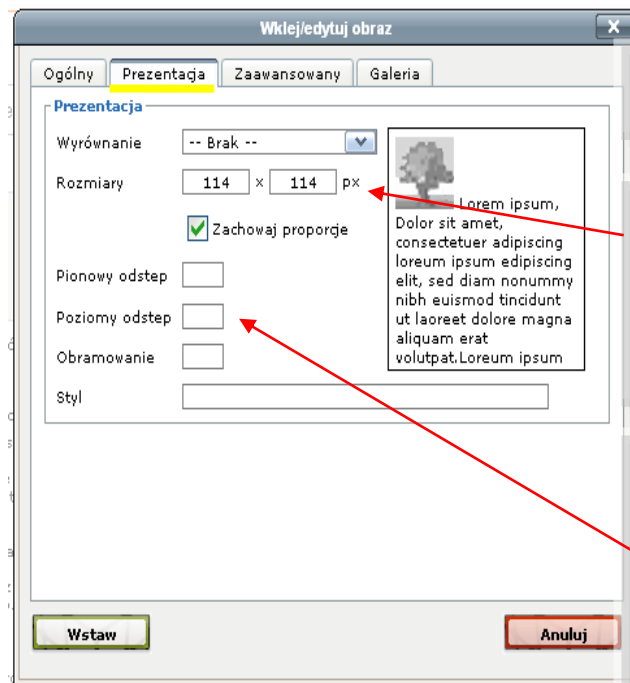 Wklej/edytuj obraz
X
Ogólny Prezentacja Zaawansowany Galeria
Prezentacja
Wyrównanie -- Brak --
Rozmiary 114 x 114 px
Zachowaj proporcje
Pionowy odstep
Poziomy odstep
Obramowanie
Styl
Lorem ipsum,
Dolor sit amet,
consectetuer adipiscing
loreum ipsum edipiscing
elit, sed diam nonummy
nibh euismod tincidunt
ut laoreet dolore magna
aliquam erat
volutpat.Loreum ipsum
Wstaw Anuluj